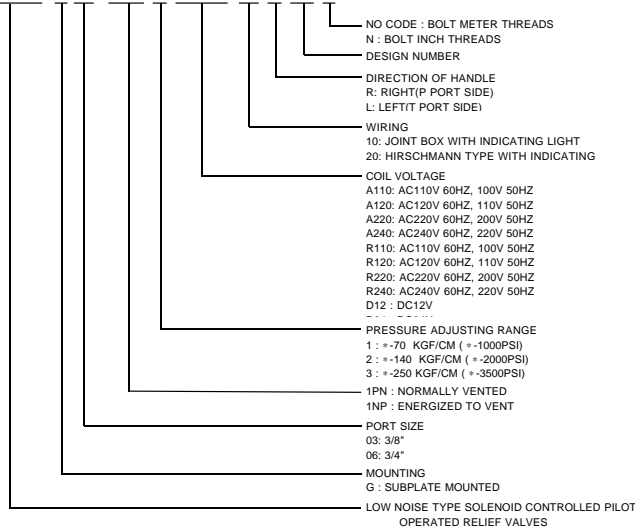 NO CODE : BOLT METER THREADS
N : BOLT INCH THREADS
DESIGN NUMBER
DIRECTION OF HANDLE
R: RIGHT(P PORT SIDE)
L: LEFT(T PORT SIDE)
WIRING
10: JOINT BOX WITH INDICATING LIGHT
20: HIRSCHMANN TYPE WITH INDICATING
COIL VOLTAGE
A110: AC110V 60HZ, 100V 50HZ
A120: AC120V 60HZ, 110V 50HZ
A220: AC220V 60HZ, 200V 50HZ
A240: AC240V 60HZ, 220V 50HZ
R110: AC110V 60HZ, 100V 50HZ
R120: AC120V 60HZ, 110V 50HZ
R220: AC220V 60HZ, 200V 50HZ
R240: AC240V 60HZ, 220V 50HZ
D12 : DC12V
PRESSURE ADJUSTING RANGE
1 : *-70 KGF/CM ( *-1000PSI)
2 : *-140 KGF/CM ( *-2000PSI)
3 : *-250 KGF/CM ( *-3500PSI)
1PN : NORMALLY VENTED
1NP : ENERGIZED TO VENT
PORT SIZE
03: 3/8"
06: 3/4"
MOUNTING
G : SUBPLATE MOUNTED
LOW NOISE TYPE SOLENOID CONTROLLED PILOT
OPERATED RELIEF VALVES